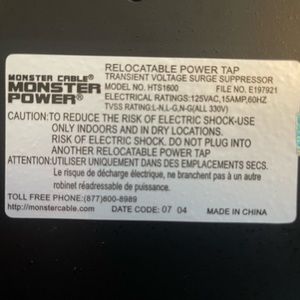 RELOCATABLE POWER TAP
MONSTER CABLE®
MONSTER
POWER®
TRANSIENT VOLTAGE SURGE SUPPRESSOR
MODEL NO. HTS1600 FILE NO. E197921
ELECTRICAL RATINGS: 125VAC, 15AMP, 60HZ
TVSS RATING:L-N,L-G,N-G(ALL 330V)
CAUTION:TO REDUCE THE RISK OF ELECTRIC SHOCK-USE
ONLY INDOORS AND IN DRY LOCATIONS.
RISK OF ELECTRIC SHOCK. DO NOT PLUG INTO
ANOTHER RELOCATABLE POWER TAP
ATTENTION:UTILISER UNIQUEMENT DANS DES EMPLACEMENTS SECS.
Le risque de décharge électrique, ne branchez pas à un autre
robinet réadressables de puissance.
TOLL FREE PHONE:(877)800-8989
http://monstercable.com DATE CODE: 07 04 MADE IN CHINA